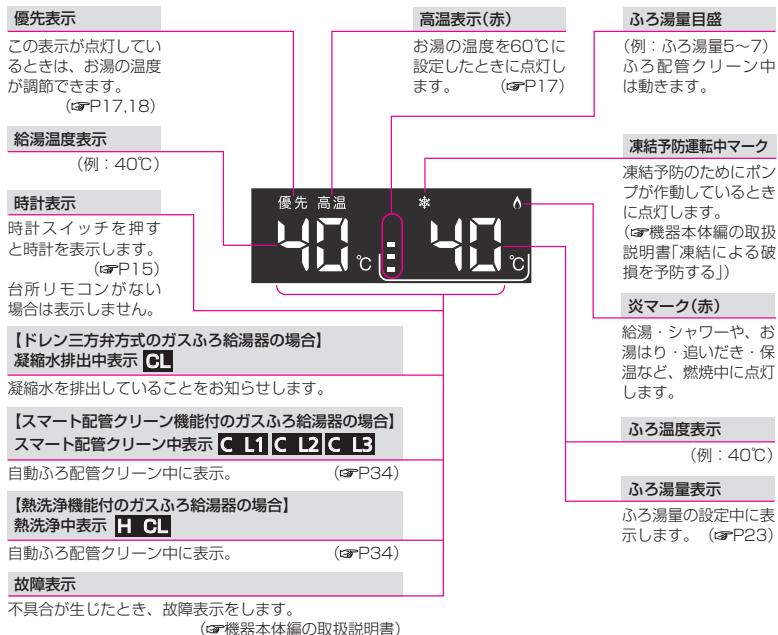 優先表示
この表示が点灯してい
るときは、お湯の温度
が調節できます。
(☞P17,18)
給湯温度表示
(例：40℃)
時計表示
時計スイッチを押す
と時計を表示します。
(☞P15)
台所リモコンがない
場合は表示しません。
高温表示(赤)
お湯の温度を60℃に
設定したときに点灯し
ます。 (☞P17)
ふろ湯量目盛
(例：ふろ湯量5〜7)
ふろ配管クリーン中
は動きます。
凍結予防運転中マーク
凍結予防のためにポン
プが作動しているとき
に点灯します。
(☞機器本体編の取扱
説明書「凍結による破
損を予防する」)
炎マーク(赤)
給湯・シャワーや、お
湯はり・追いだき・保
温など、燃焼中に点灯
します。
ふろ温度表示
(例：40℃)
ふろ湯量表示
ふろ湯量の設定中に表
示します。 (☞P23)
優先 高温
40℃ 40℃
【ドレン三方弁方式のガスふろ給湯器の場合】
凝縮水排出中表示 CL
凝縮水を排出していることをお知らせします。
【スマート配管クリーン機能付のガスふろ給湯器の場合】
スマート配管クリーン中表示 C L1 C L2 C L3
自動ふろ配管クリーン中に表示。 (☞P34)
【熱洗浄機能付のガスふろ給湯器の場合】
熱洗浄中表示 H CL
自動ふろ配管クリーン中に表示。 (☞P34)
故障表示
不具合が生じたとき、故障表示をします。
(☞機器本体編の取扱説明書)